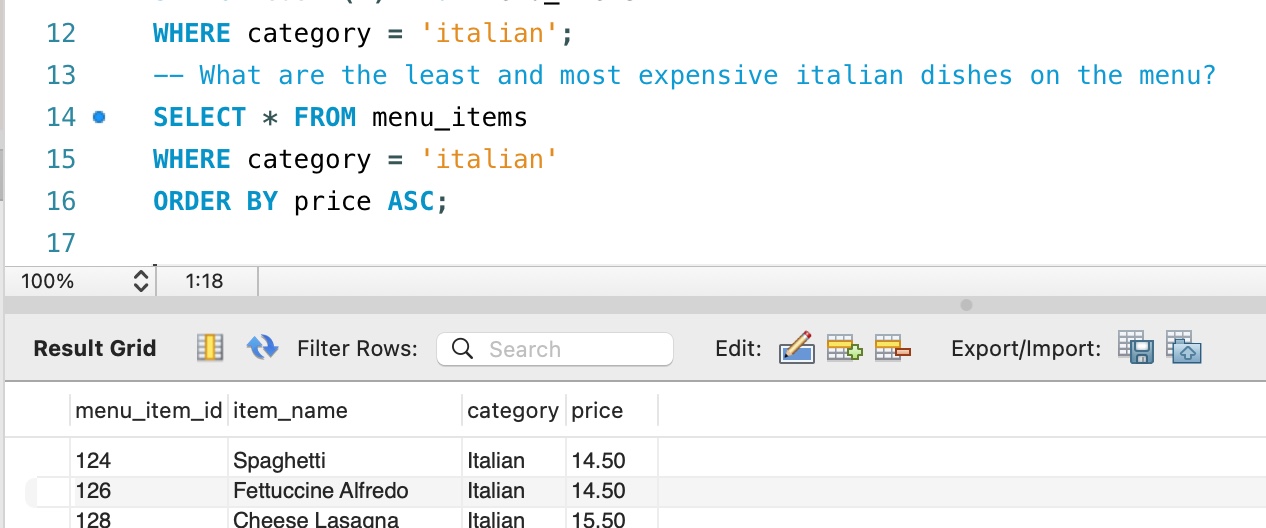 12 WHERE category = 'italian';
13 -- What are the least and most expensive italian dishes on the menu?
14 SELECT * FROM menu_items
15 WHERE category = 'italian'
16 ORDER BY price ASC;
17
100% 1:18
Result Grid Filter Rows: Search Edit: Export/Import:
menu_item_id item_name category price
124 Spaghetti Italian 14.50
126 Fettuccine Alfredo Italian 14.50
128 Cheese Lasagna Italian 15.50